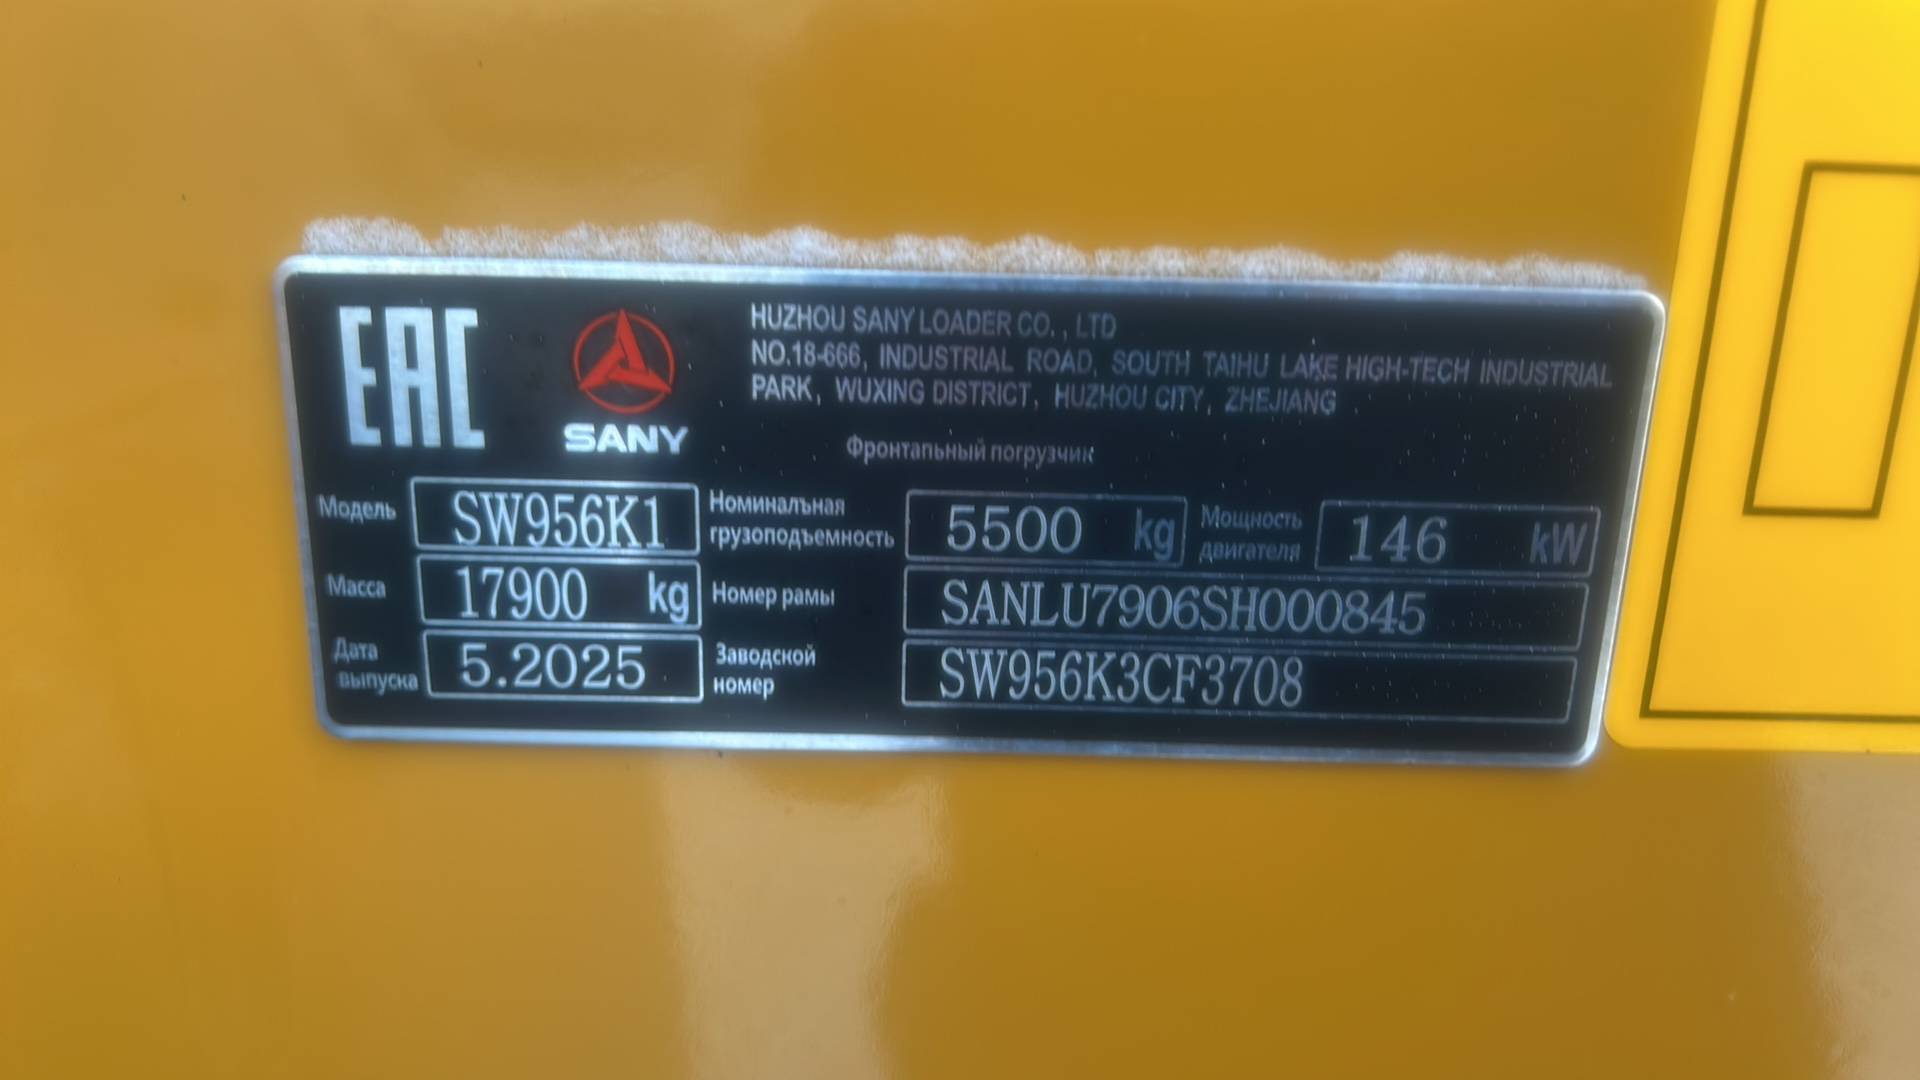 EAC
SANY
HUZHOU SANY LOADER CO., LTD
NO.18-666, INDUSTRIAL ROAD, SOUTH TAIHU LAKE HIGH-TECH INDUSTRIAL
PARK, WUXING DISTRICT, HUZHOU CITY, ZHEJIANG
Фронтальный погрузчик
Модель SW956K1 Номинальная грузоподъемность 5500 kg Мощность двигателя 146 kW
Масса 17900 kg Номер рамы SANLU7906SH000845
Дата выпуска 5.2025 Заводской номер SW956K3CF3708